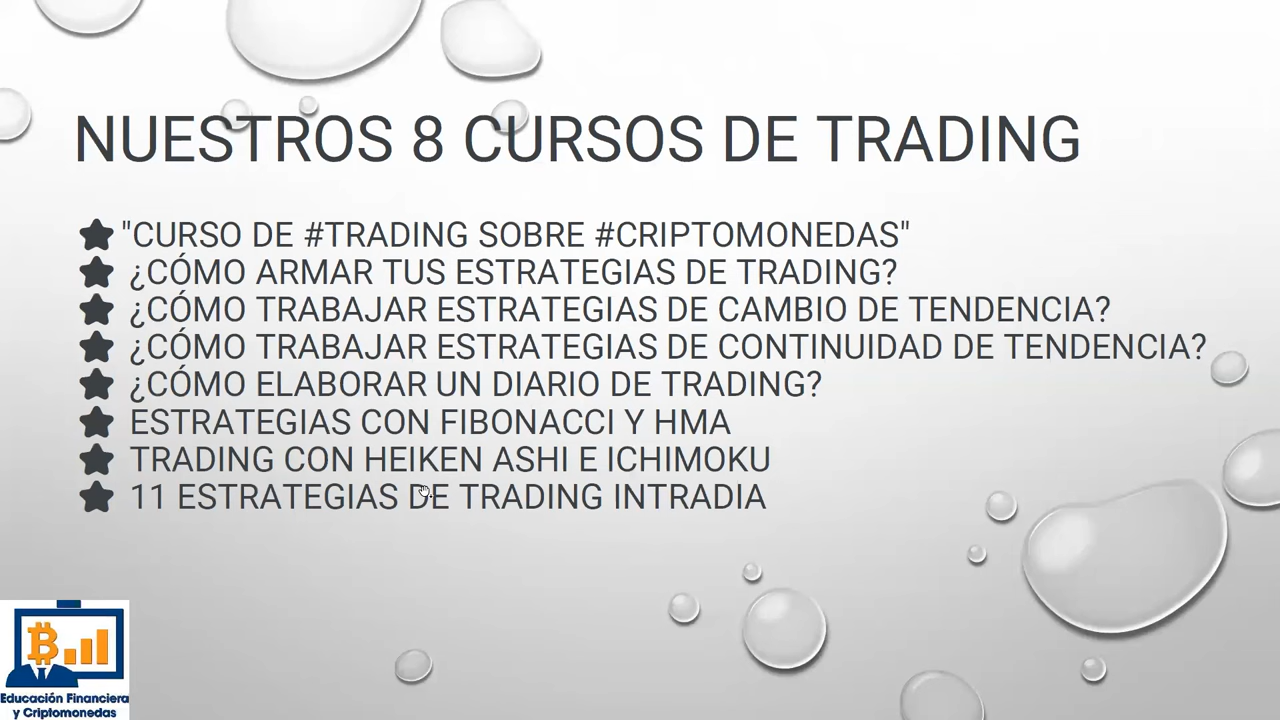 NUESTROS 8 CURSOS DE TRADING
"CURSO DE #TRADING SOBRE #CRIPTOMONEDAS"
¿CÓMO ARMAR TUS ESTRATEGIAS DE TRADING?
¿CÓMO TRABAJAR ESTRATEGIAS DE CAMBIO DE TENDENCIA?
¿CÓMO TRABAJAR ESTRATEGIAS DE CONTINUIDAD DE TENDENCIA?
¿CÓMO ELABORAR UN DIARIO DE TRADING?
ESTRATEGIAS CON FIBONACCI Y HMA
TRADING CON HEIKEN ASHI E ICHIMOKU
11 ESTRATEGIAS DE TRADING INTRADIA
Educación Financiera
y Criptomonedas